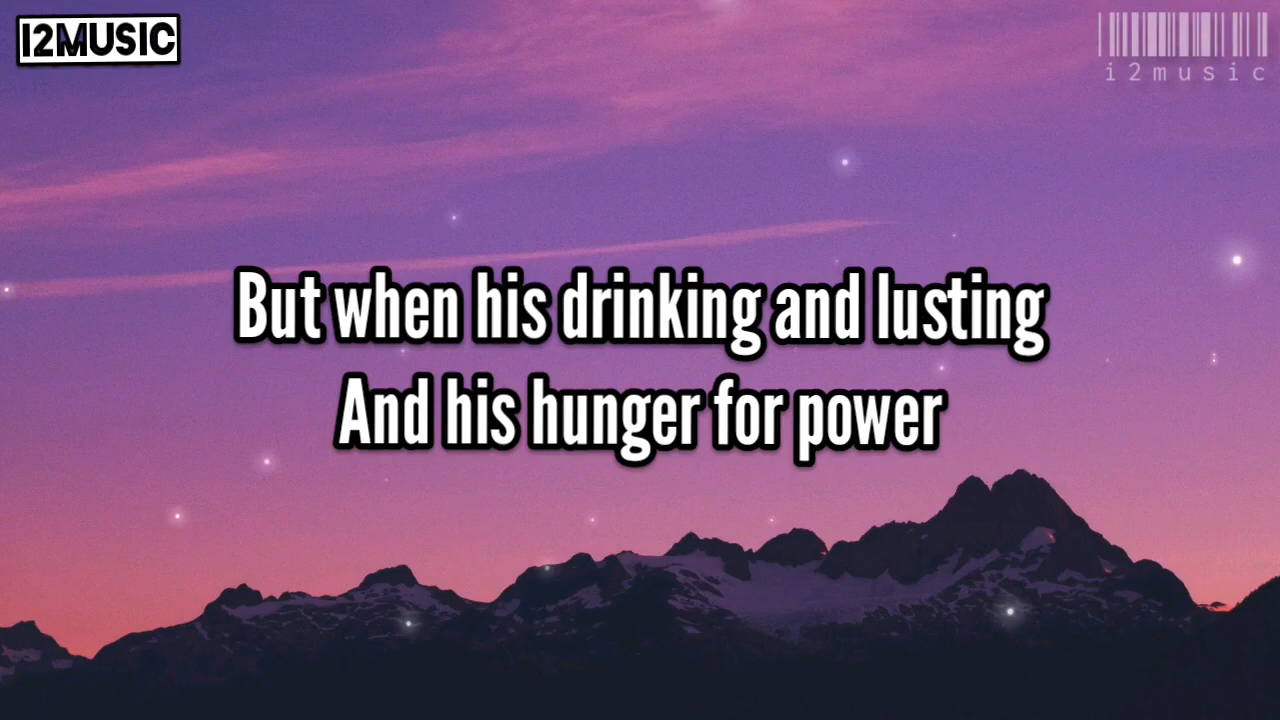 I2MUSIC
i2music
But when his drinking and lusting
And his hunger for power